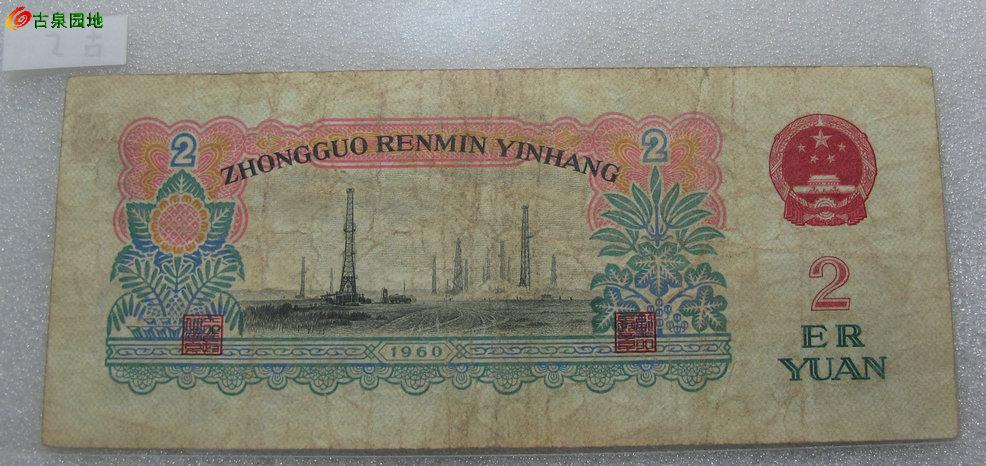 古泉园地
2
2
ZHONGGUO RENMIN YINHANG
1960
2
ER
YUAN